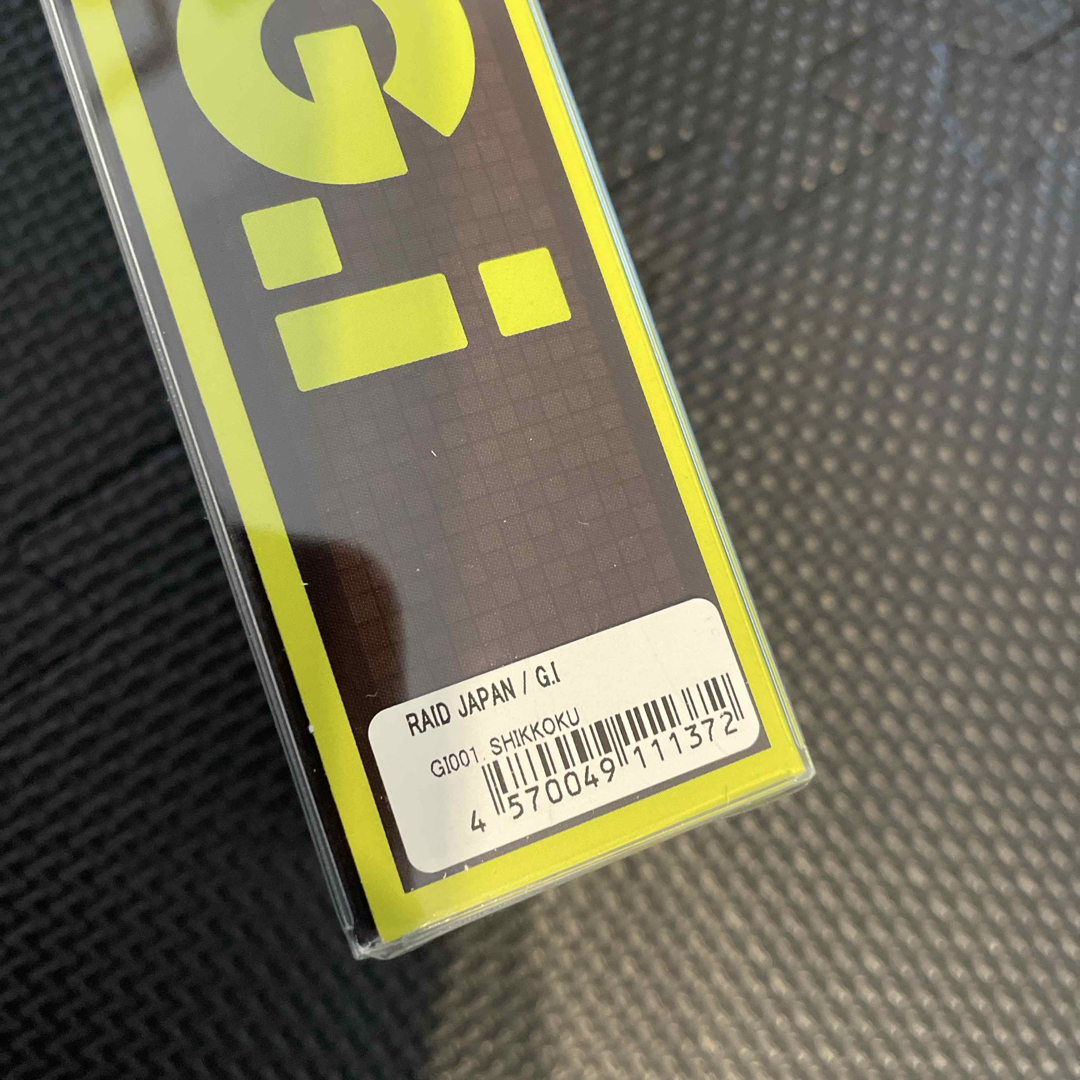 G.i
RAID JAPAN / G.I
GI001. SHIKKOKU
4 570049 111372